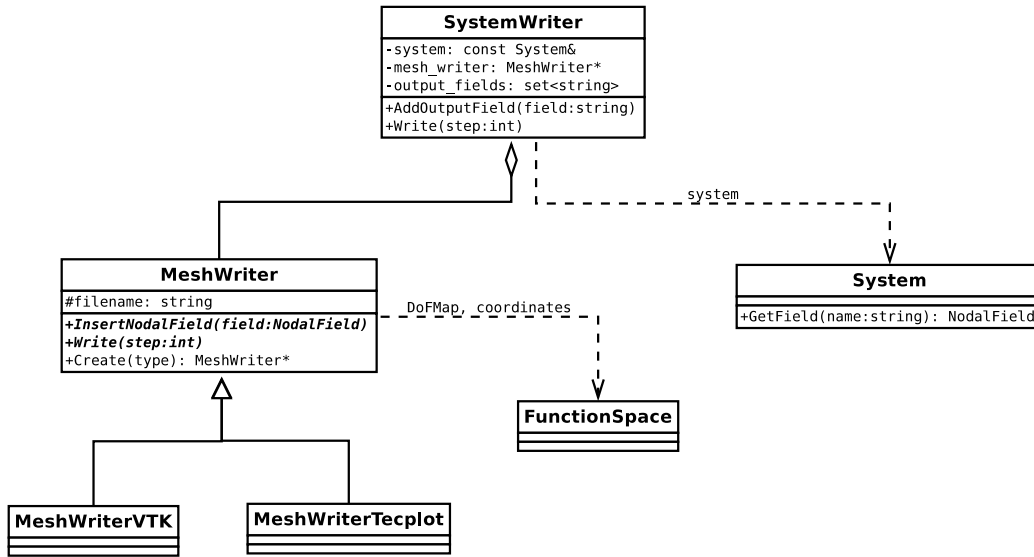 SystemWriter
-system: const System&
-mesh_writer: MeshWriter*
-output_fields: set<string>
+AddOutputField(field:string)
+Write(step:int)
system
MeshWriter
#filename: string
+InsertNodalField(field:NodalField)
+Write(step:int)
+Create(type): MeshWriter*
DoFMap, coordinates
System
+GetField(name:string): NodalField
FunctionSpace
MeshWriterVTK
MeshWriterTecplot